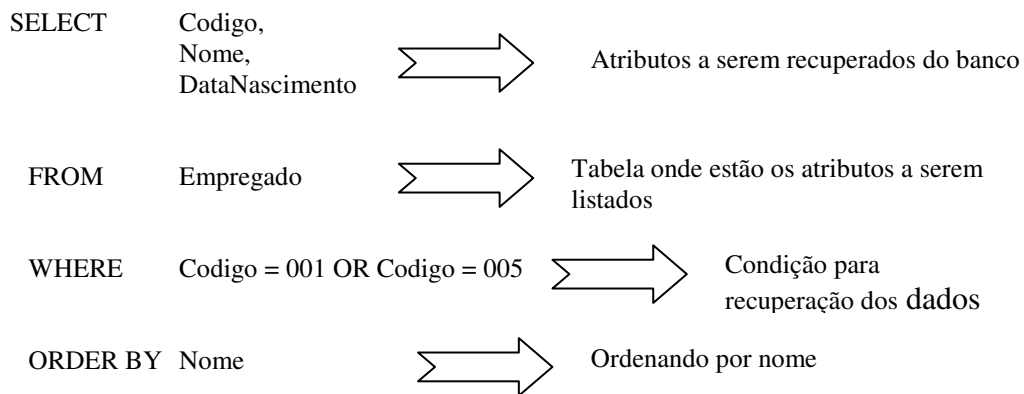 SELECT Codigo,
Nome,
DataNascimento
Atributos a serem recuperados do banco
FROM Empregado
Tabela onde estão os atributos a serem
listados
WHERE Codigo = 001 OR Codigo = 005
Condição para
recuperação dos dados
ORDER BY Nome
Ordenando por nome